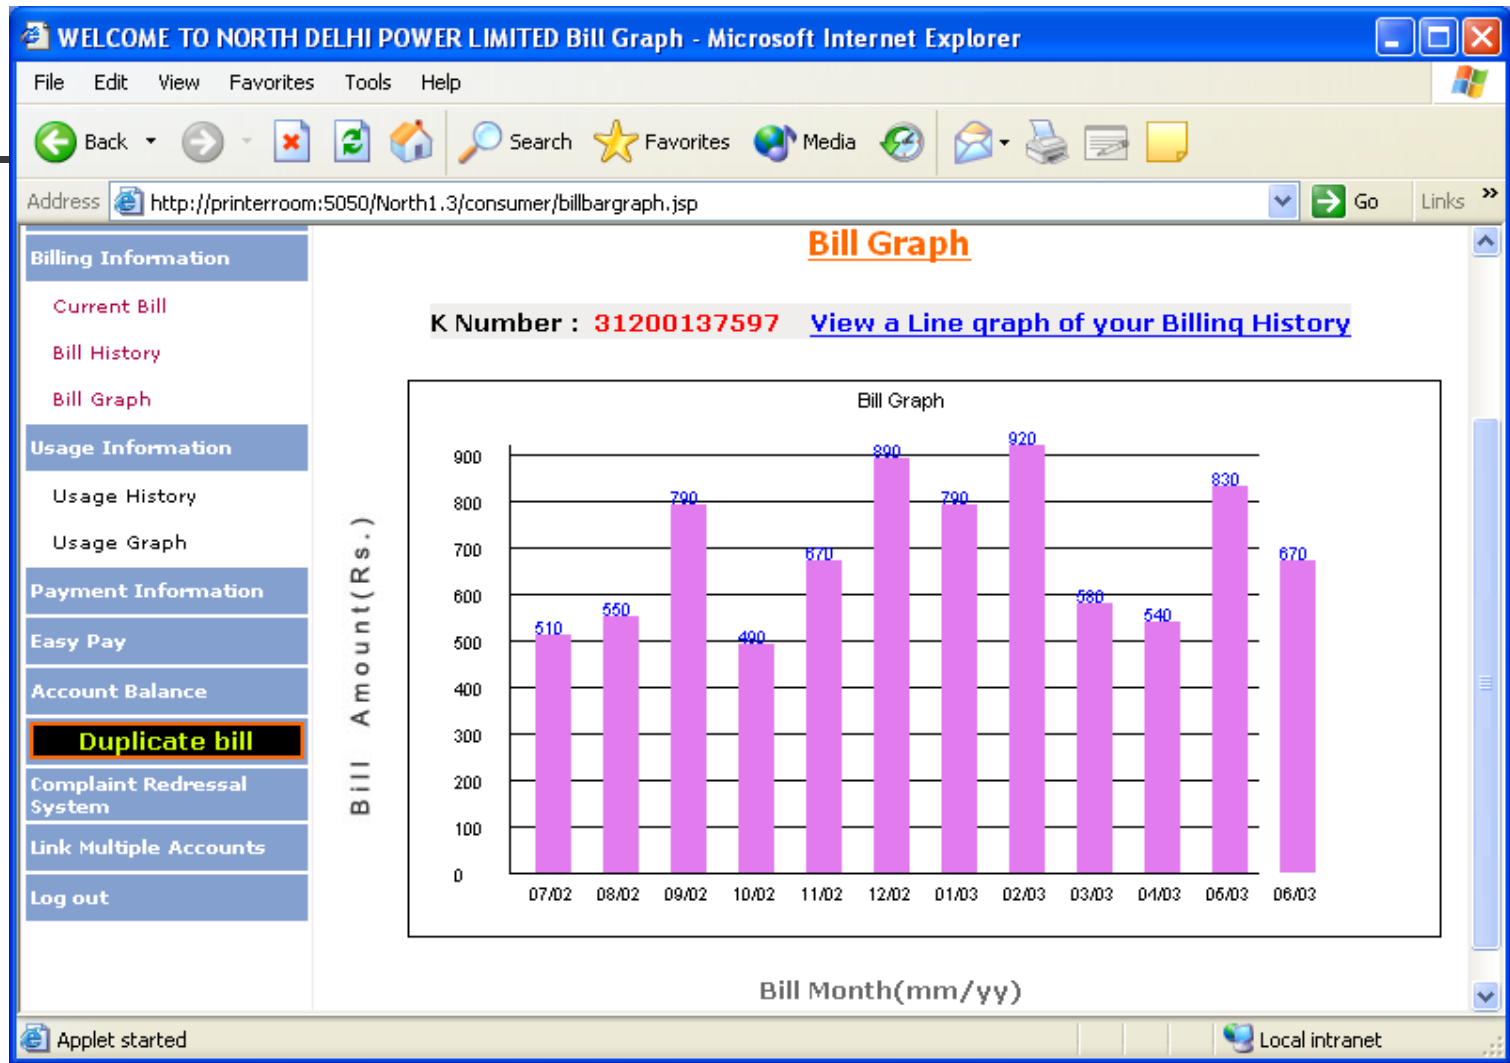 WELCOME TO NORTH DELHI POWER LIMITED Bill Graph - Microsoft Internet Explorer
File Edit View Favorites Tools Help
Back Search Favorites Media
Address http://printerroom:5050/North1.3/consumer/billbargraph.jsp Go Links »
Billing Information
Current Bill
Bill History
Bill Graph
Usage Information
Usage History
Usage Graph
Payment Information
Easy Pay
Account Balance
Duplicate bill
Complaint Redressal
System
Link Multiple Accounts
Log out
Bill Graph
K Number : 31200137597 View a Line graph of your Billing History
Bill Graph
Bill Amount(Rs.)
900
800
700
600
500
400
300
200
100
0
510 550 790 490 670 890 790 920 580 540 830 670
07/02 08/02 09/02 10/02 11/02 12/02 01/03 02/03 03/03 04/03 05/03 06/03
Bill Month(mm/yy)
Applet started Local intranet